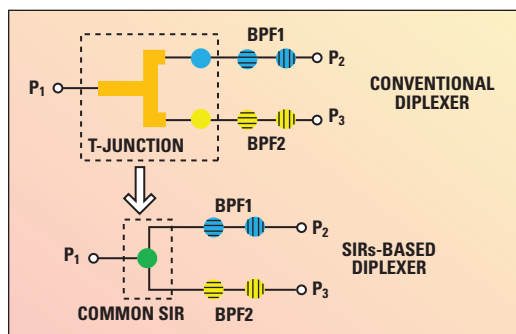 BPF1
P2
P1
CONVENTIONAL
DIPLEXER
P3
T-JUNCTION
BPF2
BPF1
P2
P1
SIRs-BASED
DIPLEXER
P3
COMMON SIR
BPF2